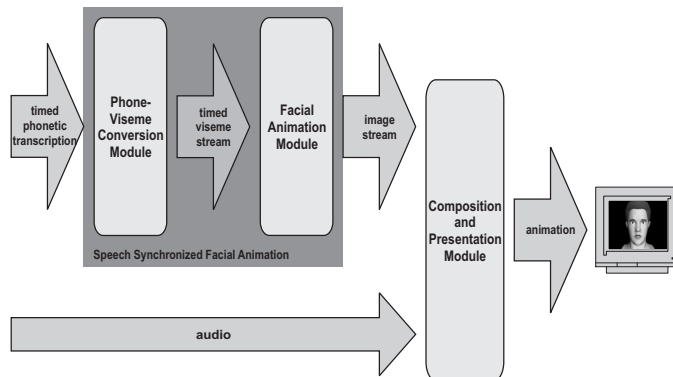 timed
phonetic
transcription
Phone-
Viseme
Conversion
Module
timed
viseme
stream
Facial
Animation
Module
image
stream
Speech Synchronized Facial Animation
Composition
and
Presentation
Module
animation
audio